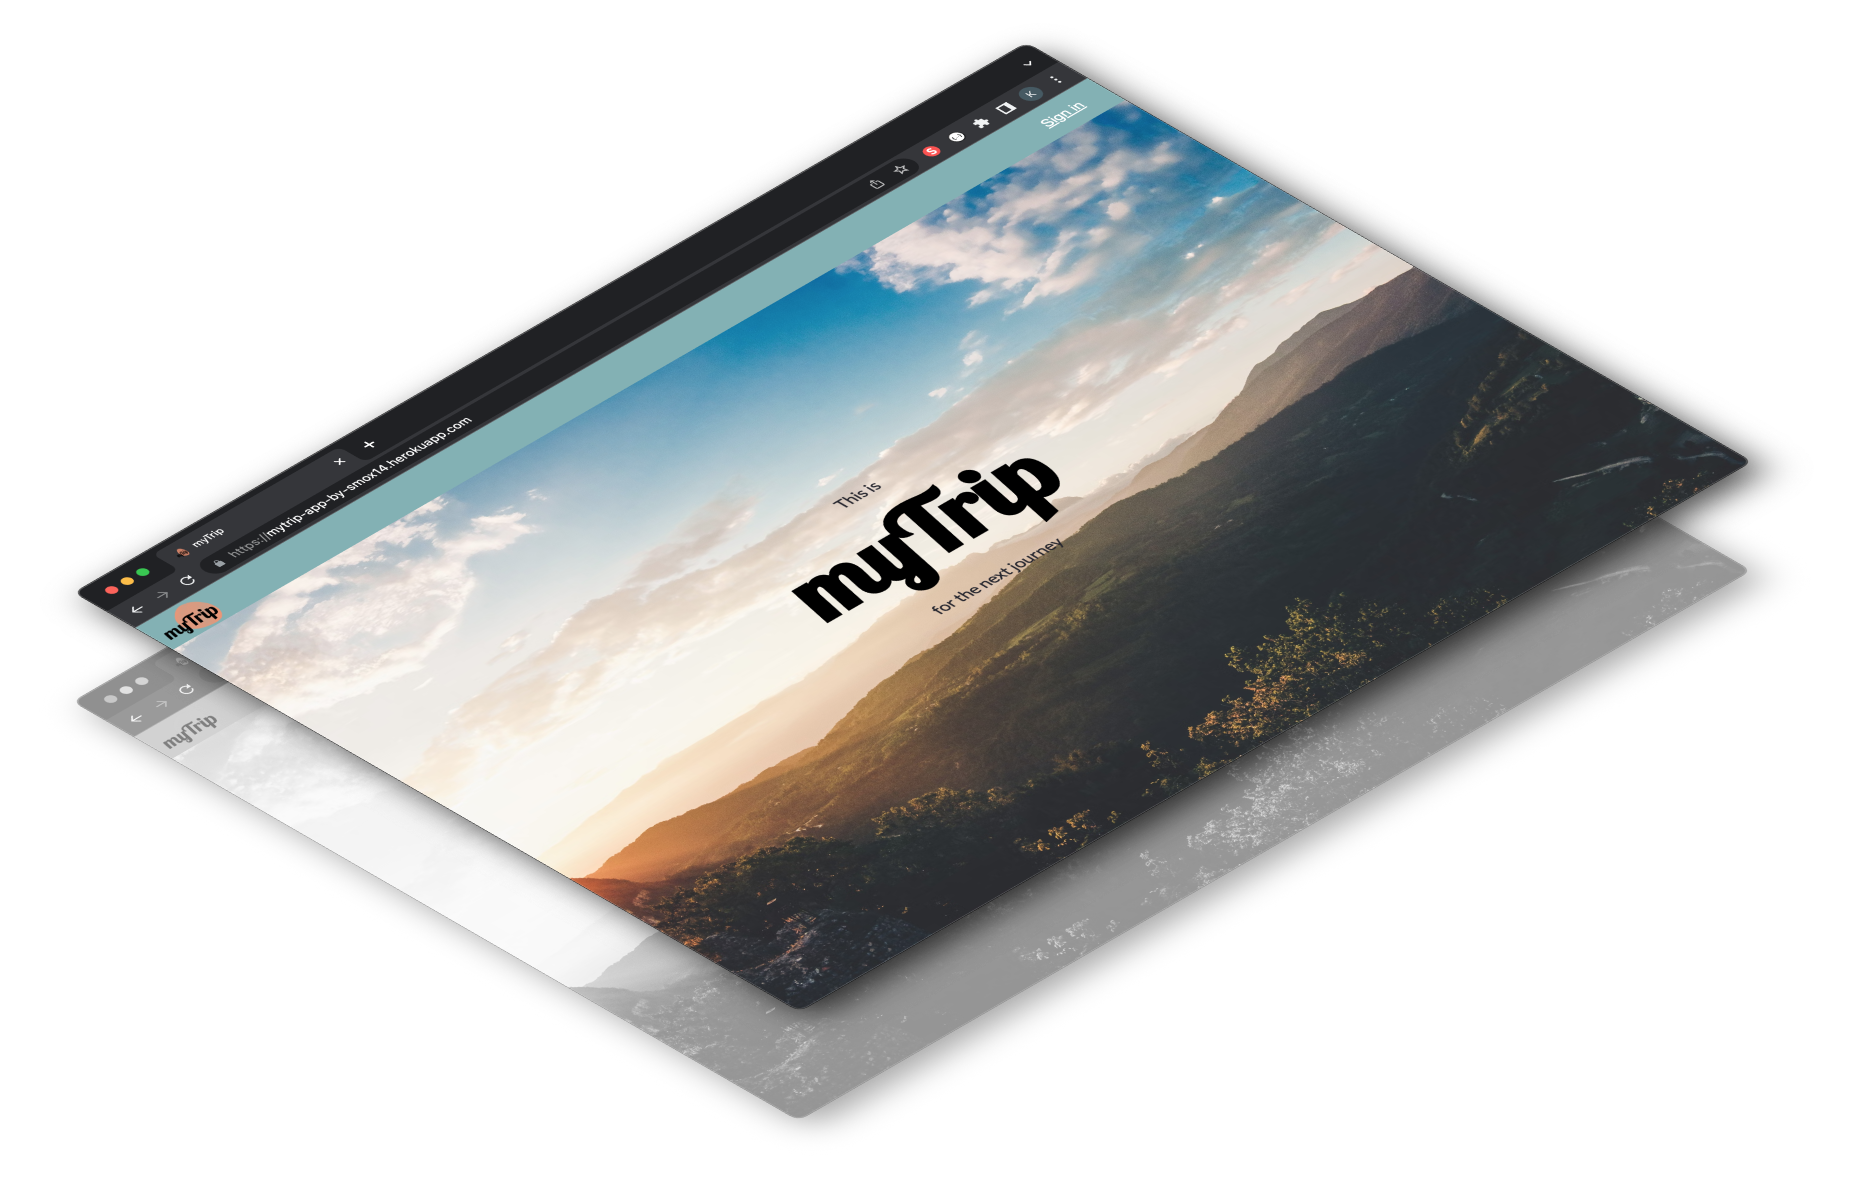 myTrip
https://mytrip-app-by-smox14.herokuapp.com
S
K
myTrip
Sign in
This is
myTrip
for the next journey
myTrip